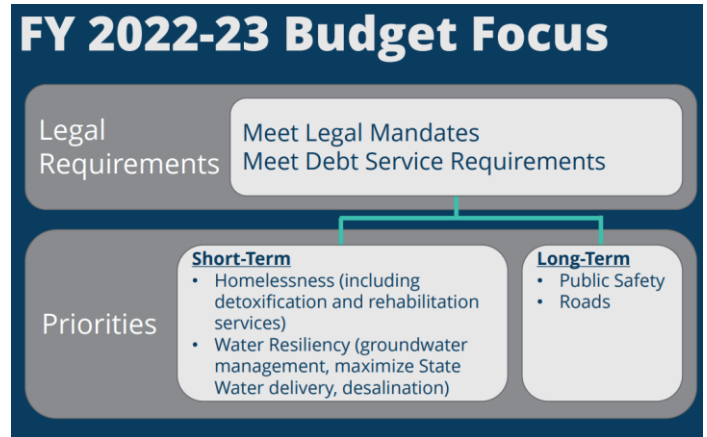 FY 2022-23 Budget Focus
Legal
Requirements
Meet Legal Mandates
Meet Debt Service Requirements
Priorities
Short-Term
• Homelessness (including
detoxification and rehabilitation
services)
• Water Resiliency (groundwater
management, maximize State
Water delivery, desalination)
Long-Term
• Public Safety
• Roads